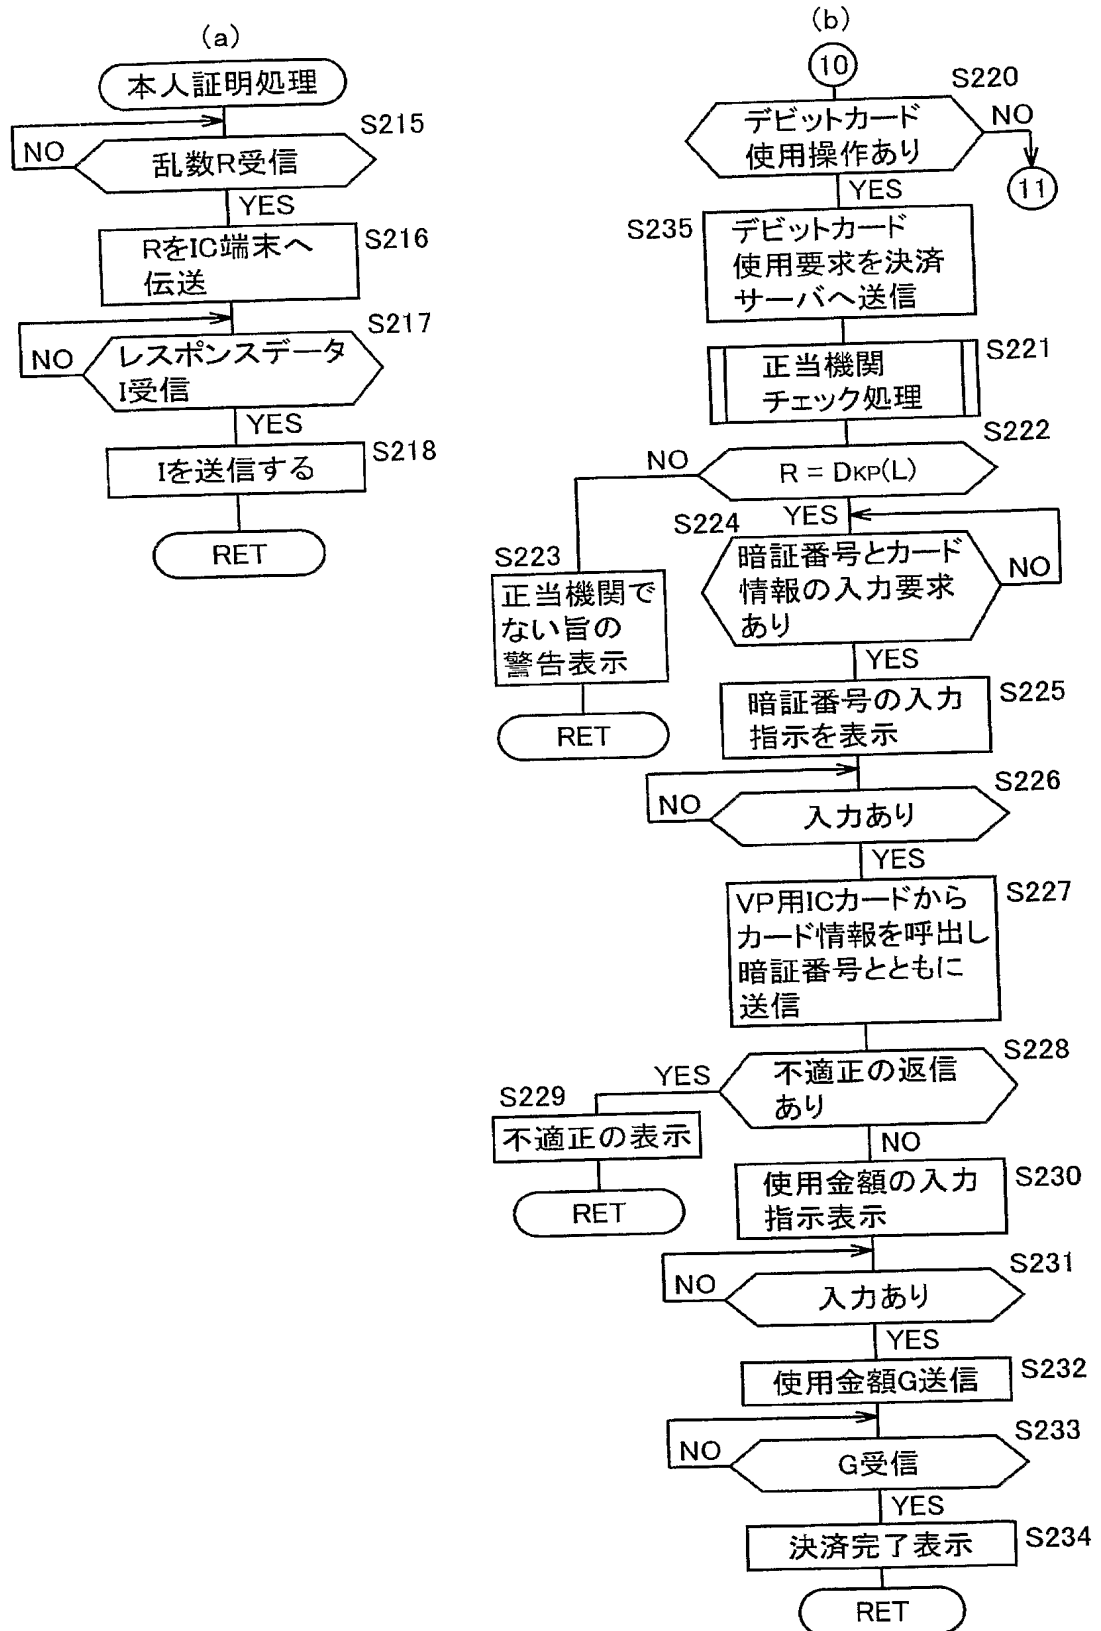 (a)
本人証明処理
S215
NO
乱数R受信
YES
S216
RをIC端末へ
伝送
S217
NO
レスポンスデータ
I受信
YES
S218
Iを送信する
RET
(b)
10
S220
デビットカード
使用操作あり
NO
11
YES
S235
デビットカード
使用要求を決済
サーバへ送信
S221
正当機関
チェック処理
S222
NO
R = DKP(L)
YES
S224
暗証番号とカード
情報の入力要求
あり
NO
S223
正当機関で
ない旨の
警告表示
RET
YES
S225
暗証番号の入力
指示を表示
S226
NO
入力あり
YES
S227
VP用ICカードから
カード情報を呼出し
暗証番号とともに
送信
S228
YES
不適正の返信
あり
S229
不適正の表示
RET
NO
S230
使用金額の入力
指示表示
S231
NO
入力あり
YES
S232
使用金額G送信
S233
NO
G受信
YES
S234
決済完了表示
RET